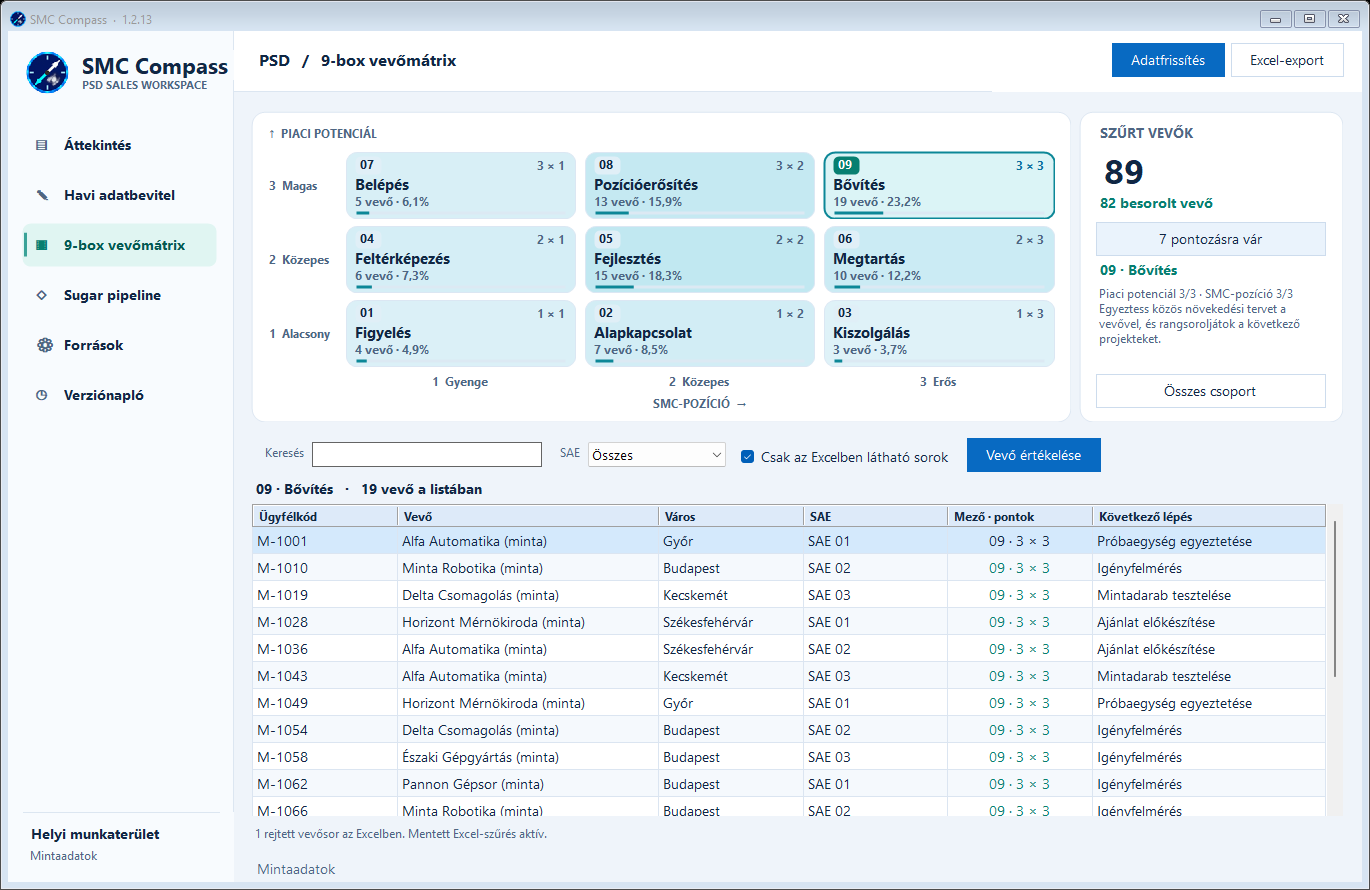 SMC Compass · 1.2.13
SMC Compass
PSD SALES WORKSPACE
Áttekintés
Havi adatbevitel
9-box vevőmátrix
Sugar pipeline
Források
Verziónapló
Helyi munkaterület
Mintaadatok
PSD / 9-box vevőmátrix
Adatfrissítés
Excel-export
↑ PIACI POTENCIÁL
3 Magas
07 3 × 1
Belépés
5 vevő · 6,1%
08 3 × 2
Pozícióerősítés
13 vevő · 15,9%
09 3 × 3
Bővítés
19 vevő · 23,2%
2 Közepes
04 2 × 1
Feltérképezés
6 vevő · 7,3%
05 2 × 2
Fejlesztés
15 vevő · 18,3%
06 2 × 3
Megtartás
10 vevő · 12,2%
1 Alacsony
01 1 × 1
Figyelés
4 vevő · 4,9%
02 1 × 2
Alapkapcsolat
7 vevő · 8,5%
03 1 × 3
Kiszolgálás
3 vevő · 3,7%
1 Gyenge 2 Közepes 3 Erős
SMC-POZÍCIÓ →
SZŰRT VEVŐK
89
82 besorolt vevő
7 pontozásra vár
09 · Bővítés
Piaci potenciál 3/3 · SMC-pozíció 3/3
Egyeztess közös növekedési tervet a
vevővel, és rangsoroljátok a következő
projekteket.
Összes csoport
Keresés SAE Összes Csak az Excelben látható sorok Vevő értékelése
09 · Bővítés · 19 vevő a listában
Ügyfélkód Vevő Város SAE Mező · pontok Következő lépés
M-1001 Alfa Automatika (minta) Győr SAE 01 09 · 3 × 3 Próbaegység egyeztetése
M-1010 Minta Robotika (minta) Budapest SAE 02 09 · 3 × 3 Igényfelmérés
M-1019 Delta Csomagolás (minta) Kecskemét SAE 03 09 · 3 × 3 Mintadarab tesztelése
M-1028 Horizont Mérnökiroda (minta) Székesfehérvár SAE 01 09 · 3 × 3 Ajánlat előkészítése
M-1036 Alfa Automatika (minta) Székesfehérvár SAE 02 09 · 3 × 3 Ajánlat előkészítése
M-1043 Alfa Automatika (minta) Kecskemét SAE 03 09 · 3 × 3 Mintadarab tesztelése
M-1049 Horizont Mérnökiroda (minta) Győr SAE 01 09 · 3 × 3 Próbaegység egyeztetése
M-1054 Delta Csomagolás (minta) Budapest SAE 02 09 · 3 × 3 Igényfelmérés
M-1058 Északi Gépgyártás (minta) Budapest SAE 03 09 · 3 × 3 Igényfelmérés
M-1062 Pannon Gépsor (minta) Budapest SAE 01 09 · 3 × 3 Igényfelmérés
M-1066 Minta Robotika (minta) Budapest SAE 02 09 · 3 × 3 Igényfelmérés
1 rejtett vevősor az Excelben. Mentett Excel-szűrés aktív.
Mintaadatok